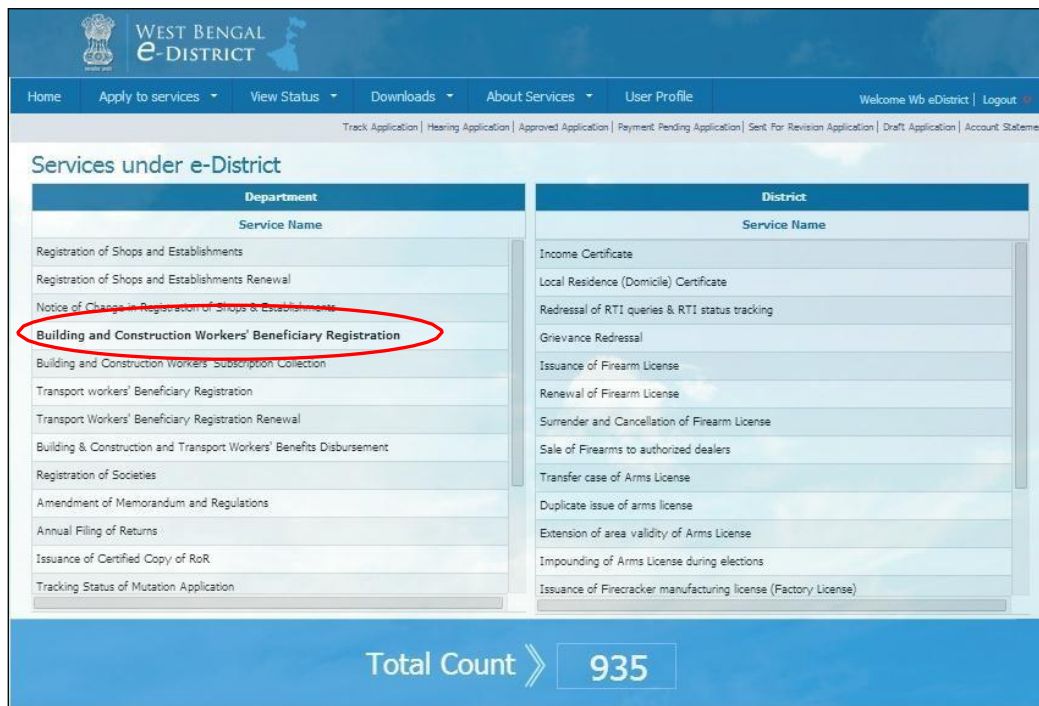 WEST BENGAL
e-DISTRICT
Home Apply to services View Status Downloads About Services User Profile Welcome Wb eDistrict | Logout
Track Application | Hearing Application | Approved Application | Payment Pending Application | Sent For Revision Application | Draft Application | Account Stateme
Services under e-District
Department
Service Name
Registration of Shops and Establishments
Registration of Shops and Establishments Renewal
Notice of Change in Registration of Shops & Establishments
Building and Construction Workers' Beneficiary Registration
Building and Construction Workers' Subscription Collection
Transport workers' Beneficiary Registration
Transport Workers' Beneficiary Registration Renewal
Building & Construction and Transport Workers' Benefits Disbursement
Registration of Societies
Amendment of Memorandum and Regulations
Annual Filing of Returns
Issuance of Certified Copy of RoR
Tracking Status of Mutation Application
District
Service Name
Income Certificate
Local Residence (Domicile) Certificate
Redressal of RTI queries & RTI status tracking
Grievance Redressal
Issuance of Firearm License
Renewal of Firearm License
Surrender and Cancellation of Firearm License
Sale of Firearms to authorized dealers
Transfer case of Arms License
Duplicate issue of arms license
Extension of area validity of Arms License
Impounding of Arms License during elections
Issuance of Firecracker manufacturing license (Factory License)
Total Count 935